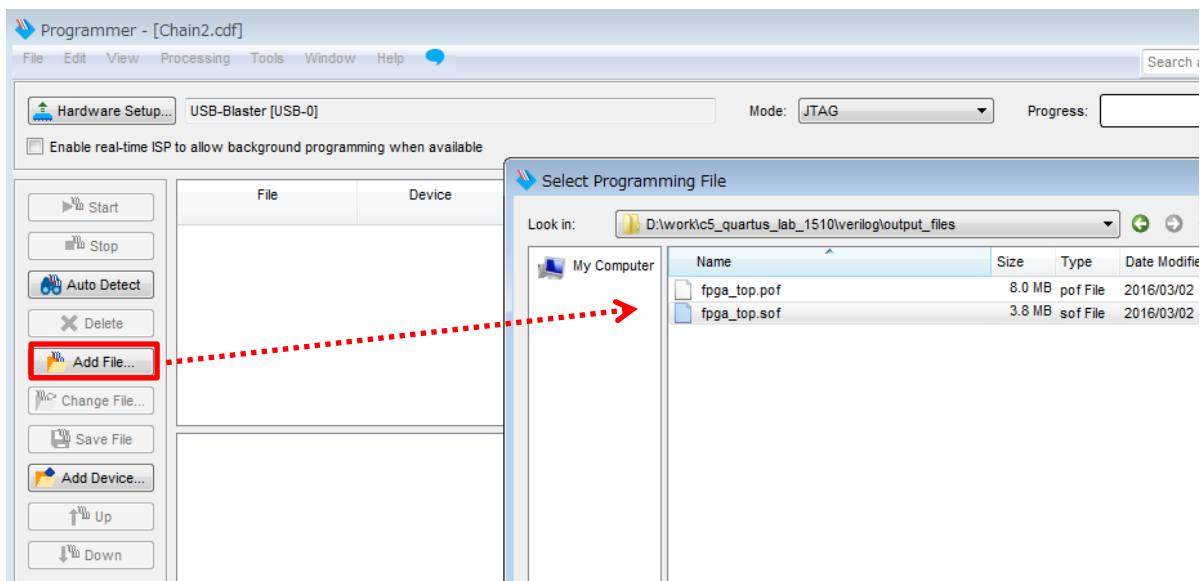 Programmer - [Chain2.cdf]
File Edit View Processing Tools Window Help
Search
Hardware Setup... USB-Blaster [USB-0] Mode: JTAG Progress:
Enable real-time ISP to allow background programming when available
Start
Stop
Auto Detect
Delete
Add File...
Change File...
Save File
Add Device...
Up
Down
File Device
Select Programming File
Look in: D:\work\c5_quartus_lab_1510\verilog\output_files
My Computer
Name Size Type Date Modifie
fpga_top.pof 8.0 MB pof File 2016/03/02
fpga_top.sof 3.8 MB sof File 2016/03/02